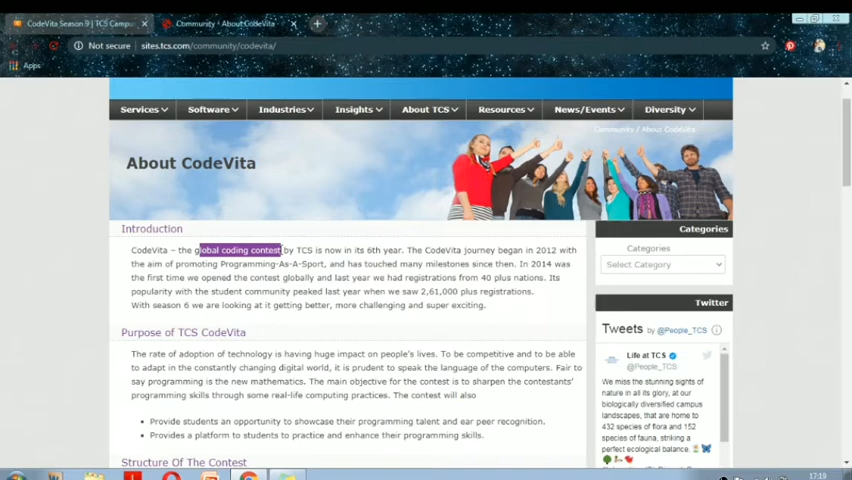 CodeVita Season 9 | TCS Campu
Community - About CodeVita
Not secure
sites.tcs.com/community/codevita/
Apps
Services
Software
Industries
Insights
About TCS
Resources
News/Events
Diversity
Community / About CodeVita
About CodeVita
Introduction
CodeVita – the global coding contest by TCS is now in its 6th year. The CodeVita journey began in 2012 with
the aim of promoting Programming-As-A-Sport, and has touched many milestones since then. In 2014 was
the first time we opened the contest globally and last year we had registrations from 40 plus nations. Its
popularity with the student community peaked last year when we saw 2,61,000 plus registrations.
With season 6 we are looking at it getting better, more challenging and super exciting.
Purpose of TCS CodeVita
The rate of adoption of technology is having huge impact on people's lives. To be competitive and to be able
to adapt in the constantly changing digital world, it is prudent to speak the language of the computers. Fair to
say programming is the new mathematics. The main objective for the contest is to sharpen the contestants'
programming skills through some real-life computing practices. The contest will also
• Provide students an opportunity to showcase their programming talent and ear peer recognition.
• Provides a platform to students to practice and enhance their programming skills.
Structure Of The Contest
Categories
Categories
Select Category
Twitter
Tweets by @People_TCS
Life at TCS
@People_TCS
We miss the stunning sights of
nature in all its glory, at our
biologically diversified campus
landscapes, that are home to
432 species of flora and 152
species of fauna, striking a
perfect ecological balance.
17:19